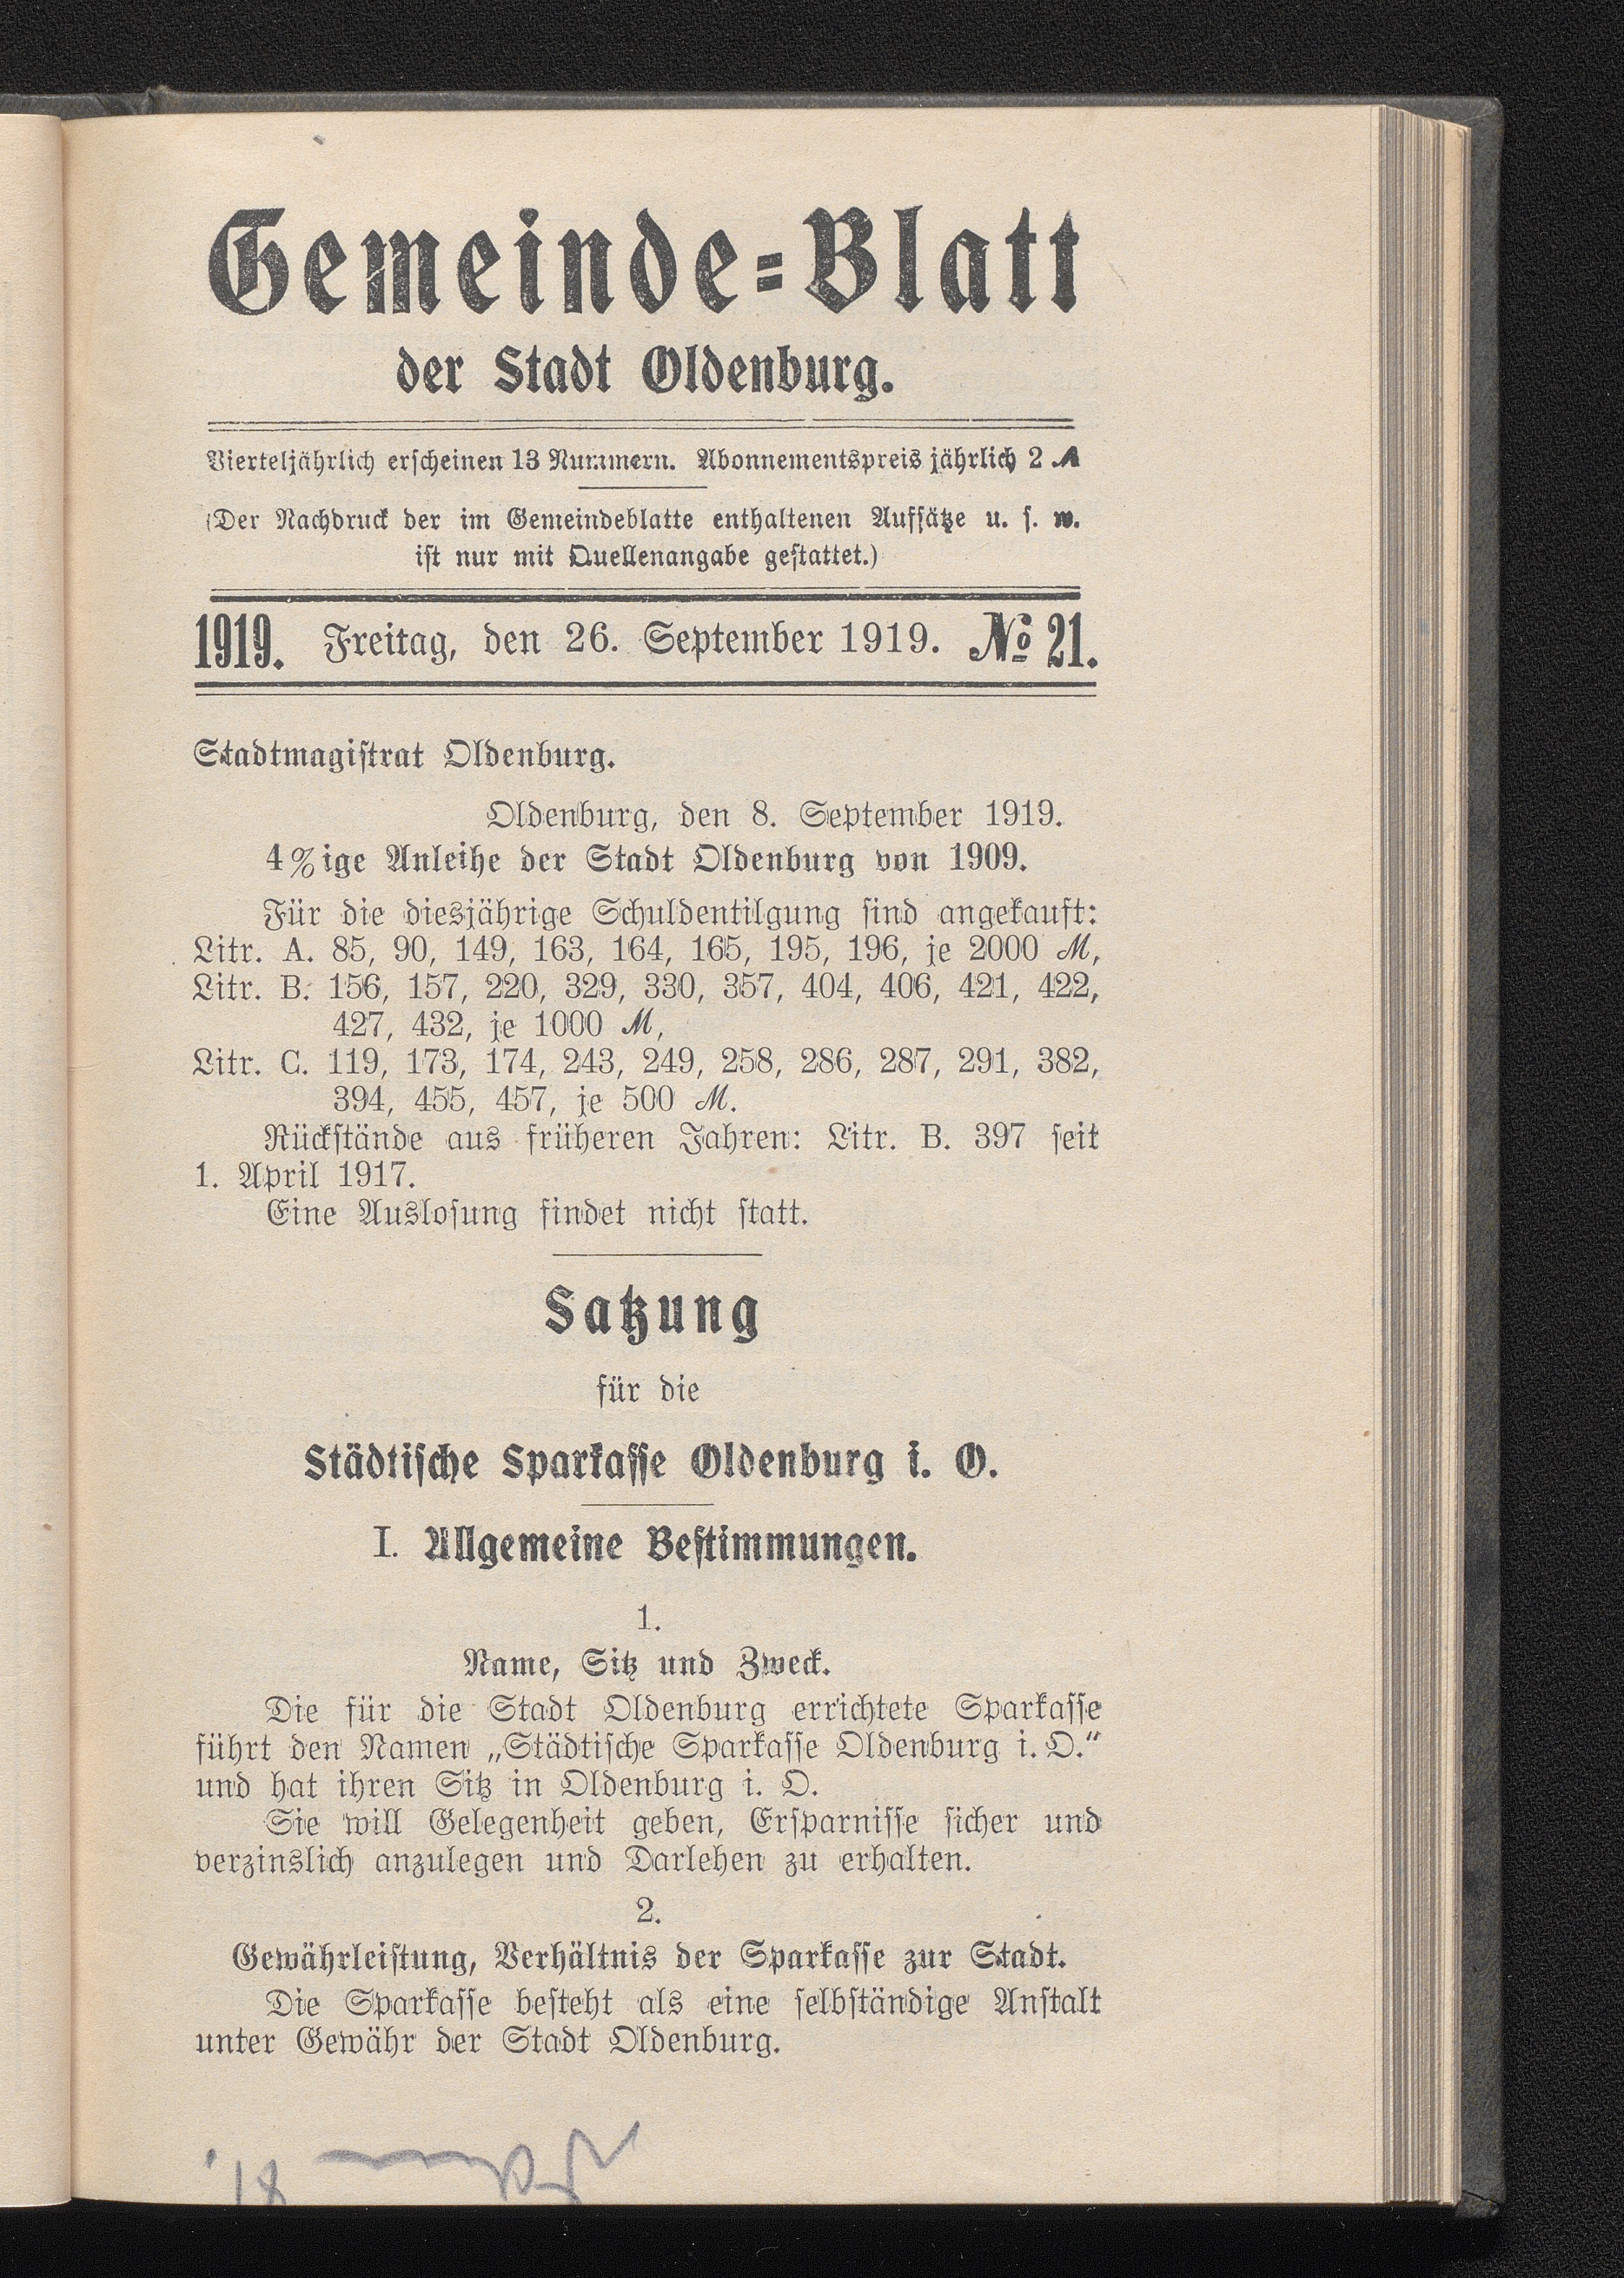 Gemeinde=Blatt
der Stadt Oldenburg.
Vierteljährlich erscheinen 13 Nummern. Abonnementspreis jährlich 2 ℳ
(Der Nachdruck der im Gemeindeblatte enthaltenen Aufsätze u. s. w.
ist nur mit Quellenangabe gestattet.)
1919. Freitag, den 26. September 1919. № 21.
Stadtmagistrat Oldenburg.
Oldenburg, den 8. September 1919.
4%ige Anleihe der Stadt Oldenburg von 1909.
Für die diesjährige Schuldentilgung sind angekauft:
Litr. A. 85, 90, 149, 163, 164, 165, 195, 196, je 2000 ℳ,
Litr. B. 156, 157, 220, 329, 330, 357, 404, 406, 421, 422,
427, 432, je 1000 ℳ,
Litr. C. 119, 173, 174, 243, 249, 258, 286, 287, 291, 382,
394, 455, 457, je 500 ℳ.
Rückstände aus früheren Jahren: Litr. B. 397 seit
1. April 1917.
Eine Auslosung findet nicht statt.
Satzung
für die
Städtische Sparkasse Oldenburg i. O.
I. Allgemeine Bestimmungen.
1.
Name, Sitz und Zweck.
Die für die Stadt Oldenburg errichtete Sparkasse
führt den Namen „Städtische Sparkasse Oldenburg i. O.“
und hat ihren Sitz in Oldenburg i. O.
Sie will Gelegenheit geben, Ersparnisse sicher und
verzinslich anzulegen und Darlehen zu erhalten.
2.
Gewährleistung, Verhältnis der Sparkasse zur Stadt.
Die Sparkasse besteht als eine selbständige Anstalt
unter Gewähr der Stadt Oldenburg.